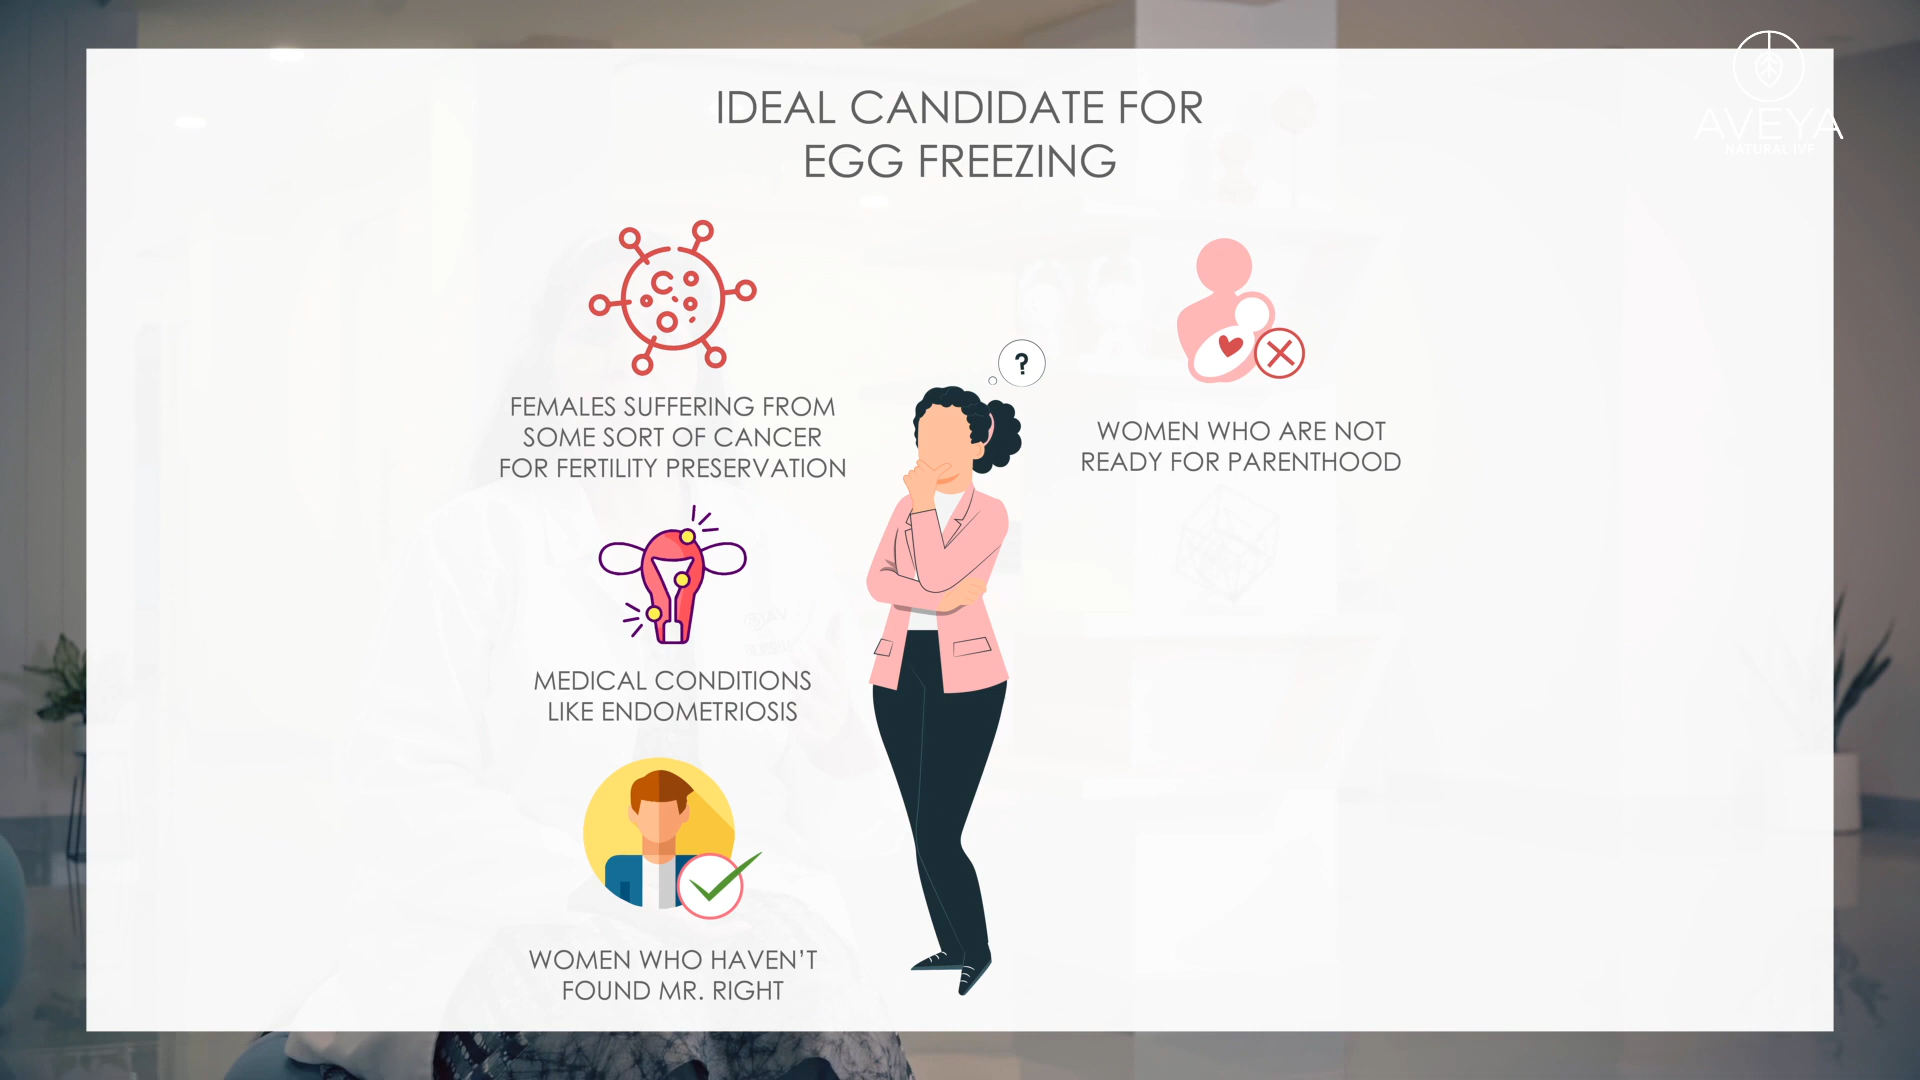 IDEAL CANDIDATE FOR
EGG FREEZING
AVEYA
NATURAL IVF
FEMALES SUFFERING FROM
SOME SORT OF CANCER
FOR FERTILITY PRESERVATION
?
WOMEN WHO ARE NOT
READY FOR PARENTHOOD
MEDICAL CONDITIONS
LIKE ENDOMETRIOSIS
WOMEN WHO HAVEN'T
FOUND MR. RIGHT